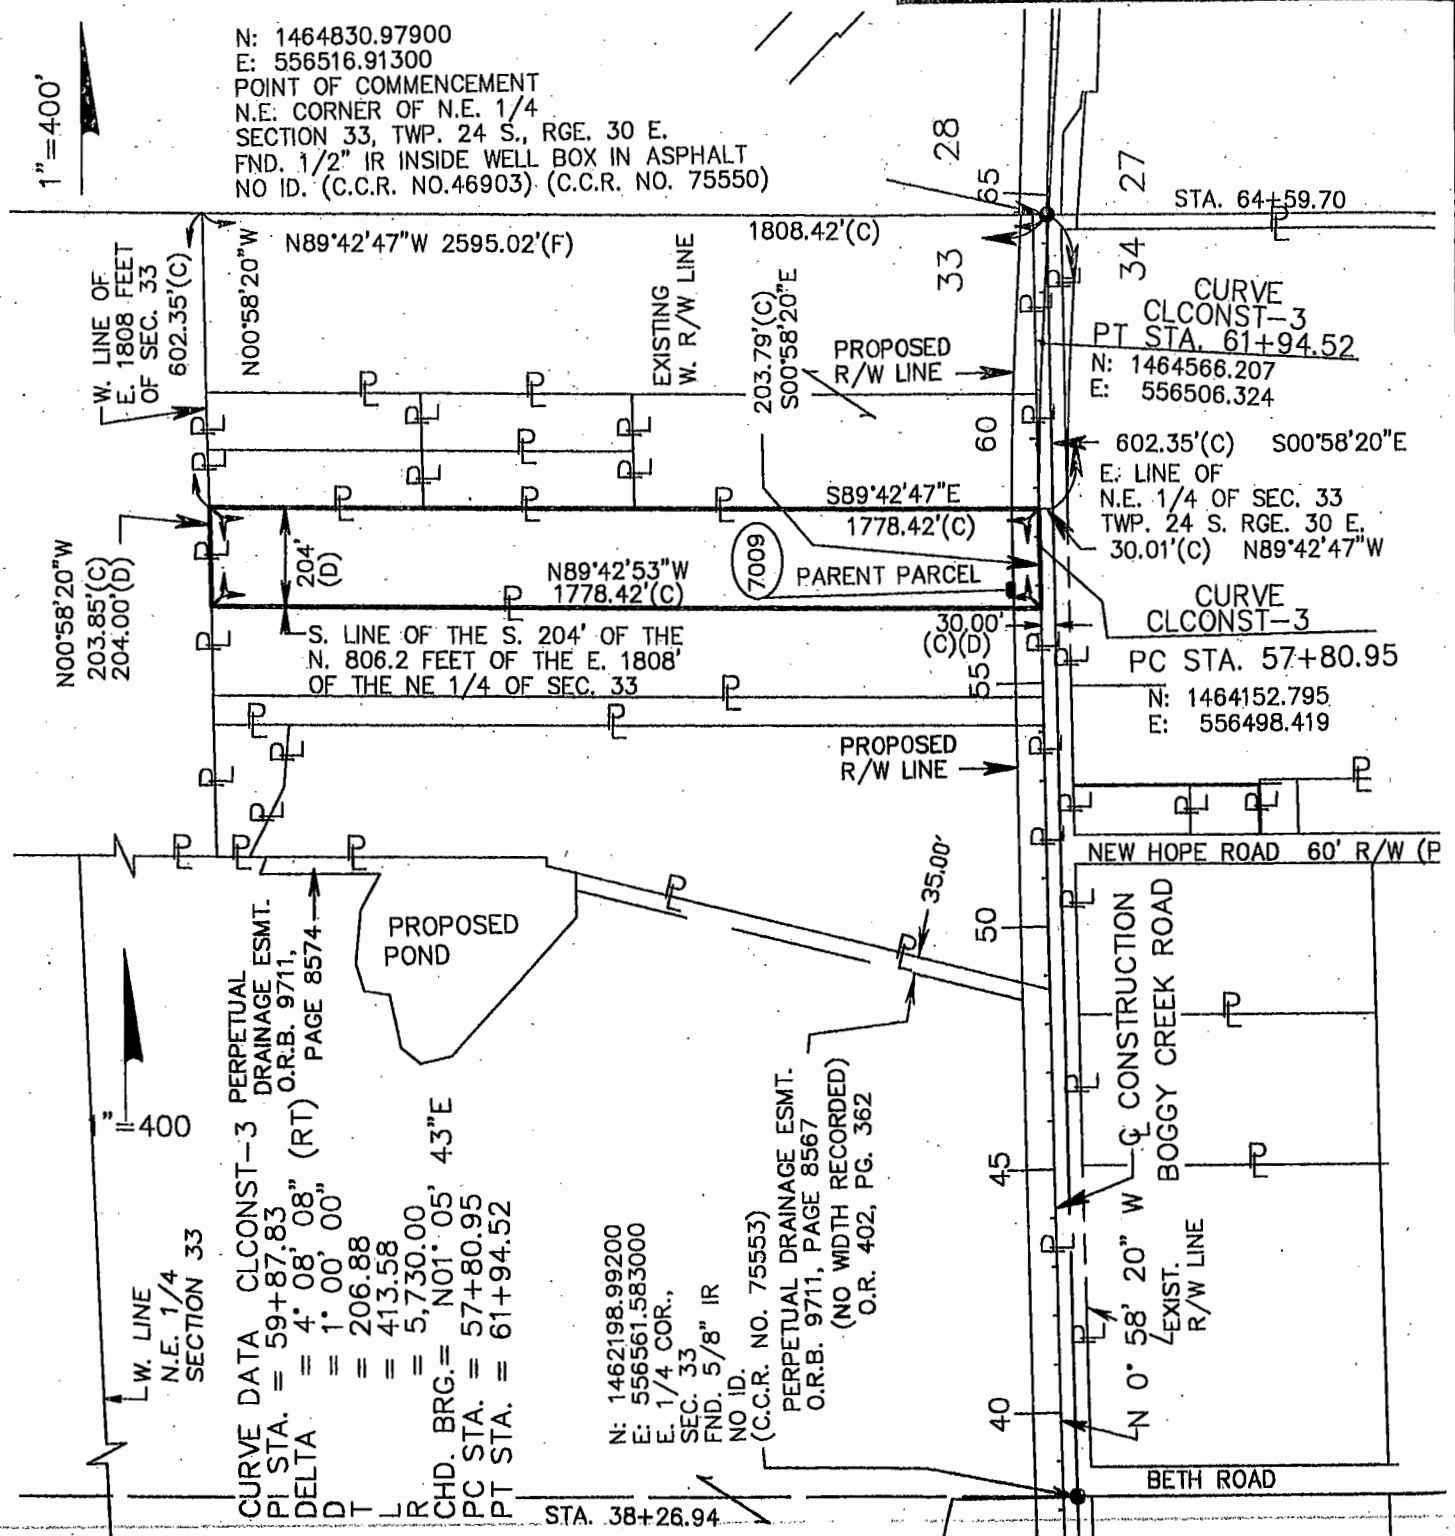 1"=400'
N: 1464830.97900
E: 556516.91300
POINT OF COMMENCEMENT
N.E. CORNER OF N.E. 1/4
SECTION 33, TWP. 24 S., RGE. 30 E.
FND. 1/2" IR INSIDE WELL BOX IN ASPHALT
NO ID. (C.C.R. NO.46903) (C.C.R. NO. 75550)
28
27
33
34
65
STA. 64+59.70
N89°42'47"W 2595.02'(F)
1808.42'(C)
W. LINE OF
E. 1808 FEET
OF SEC. 33
602.35'(C)
N00°58'20"W
EXISTING
W. R/W LINE
203.79'(C)
S00°58'20"E
PROPOSED
R/W LINE
CURVE
CLCONST-3
PT STA. 61+94.52
N: 1464566.207
E: 556506.324
60
602.35'(C) S00°58'20"E
E. LINE OF
N.E. 1/4 OF SEC. 33
TWP. 24 S. RGE. 30 E.
30.01'(C) N89°42'47"W
S89°42'47"E
1778.42'(C)
204'
(D)
N89°42'53"W
1778.42'(C)
7009
PARENT PARCEL
N00°58'20"W
203.85'(C)
204.00'(D)
S. LINE OF THE S. 204' OF THE
N. 806.2 FEET OF THE E. 1808'
OF THE NE 1/4 OF SEC. 33
30.00'
(C)(D)
CURVE
CLCONST-3
PC STA. 57+80.95
N: 1464152.795
E: 556498.419
55
PROPOSED
R/W LINE
NEW HOPE ROAD 60' R/W (P
35.00'
50
PROPOSED
POND
PERPETUAL
DRAINAGE ESMT.
O.R.B. 9711,
PAGE 8574
"=400
W. LINE
N.E. 1/4
SECTION 33
CURVE DATA CLCONST-3
PI STA. = 59+87.83
DELTA = 4° 08' 08" (RT)
D = 1° 00' 00"
T = 206.88
L = 413.58
R = 5,730.00
CHD. BRG.= N01° 05' 43"E
PC STA. = 57+80.95
PT STA. = 61+94.52
N: 1462198.99200
E: 556561.583000
E. 1/4 COR.,
SEC. 33
FND. 5/8" IR
NO ID.
(C.C.R. NO. 75553)
PERPETUAL DRAINAGE ESMT.
O.R.B. 9711, PAGE 8567
(NO WIDTH RECORDED)
O.R. 402, PG. 362
45
40
℄ CONSTRUCTION
BOGGY CREEK ROAD
N 0° 58' 20" W
EXIST.
R/W LINE
BETH ROAD
STA. 38+26.94